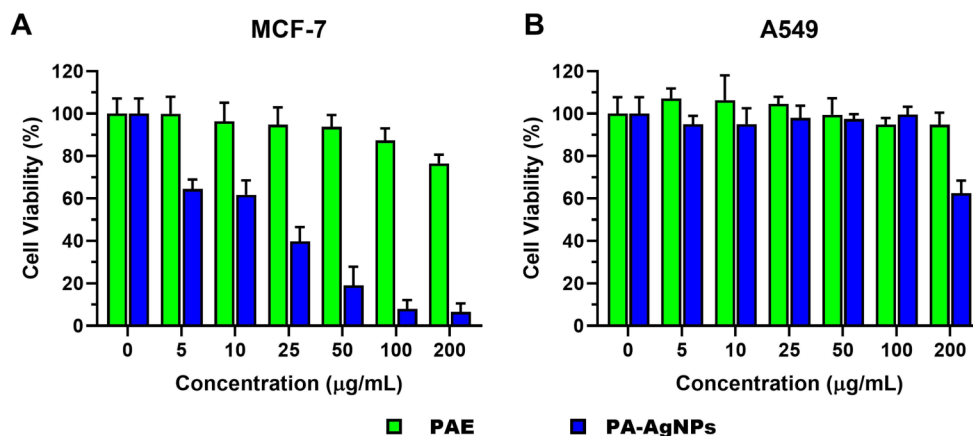 A
MCF-7
Cell Viability (%)
120
100
80
60
40
20
0
0 5 10 25 50 100 200
Concentration (μg/mL)
B
A549
Cell Viability (%)
120
100
80
60
40
20
0
0 5 10 25 50 100 200
Concentration (μg/mL)
PAE PA-AgNPs